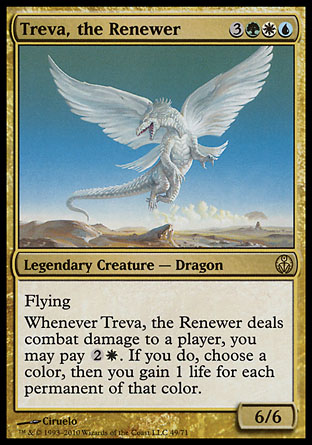 Treva, the Renewer 3
Legendary Creature — Dragon
Flying
Whenever Treva, the Renewer deals
combat damage to a player, you
may pay 2. If you do, choose a
color, then you gain 1 life for each
permanent of that color.
Ciruelo
™ & © 1993-2010 Wizards of the Coast LLC 49/71
6/6